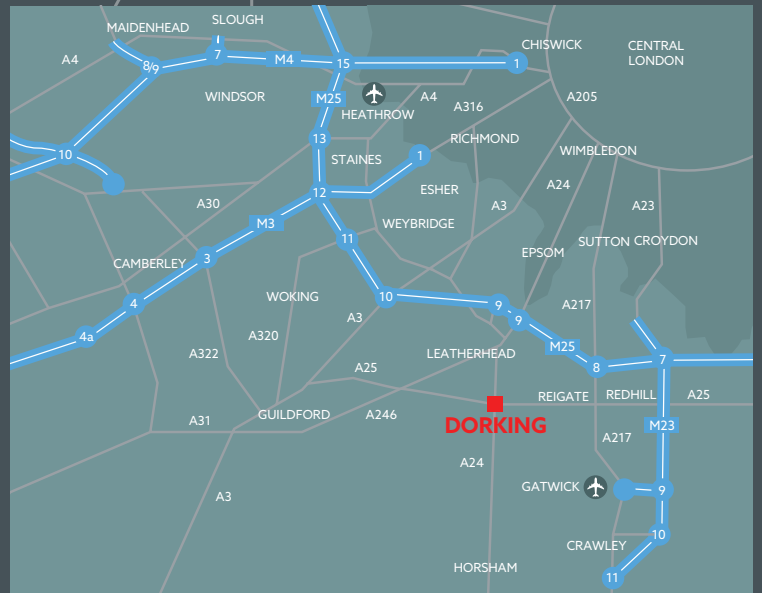 SLOUGH
MAIDENHEAD
CHISWICK
CENTRAL
LONDON
A4
8/9
7
M4
15
1
WINDSOR
M25
HEATHROW
A4
A316
A205
13
RICHMOND
10
STAINES
1
WIMBLEDON
12
ESHER
A24
A30
A3
A23
M3
WEYBRIDGE
11
SUTTON
CROYDON
3
EPSOM
CAMBERLEY
WOKING
10
4
9
A217
A3
9
4a
A320
M25
A322
LEATHERHEAD
7
A25
8
REIGATE
REDHILL
A25
DORKING
A31
GUILDFORD
A246
M23
A217
A24
GATWICK
9
A3
10
CRAWLEY
HORSHAM
11